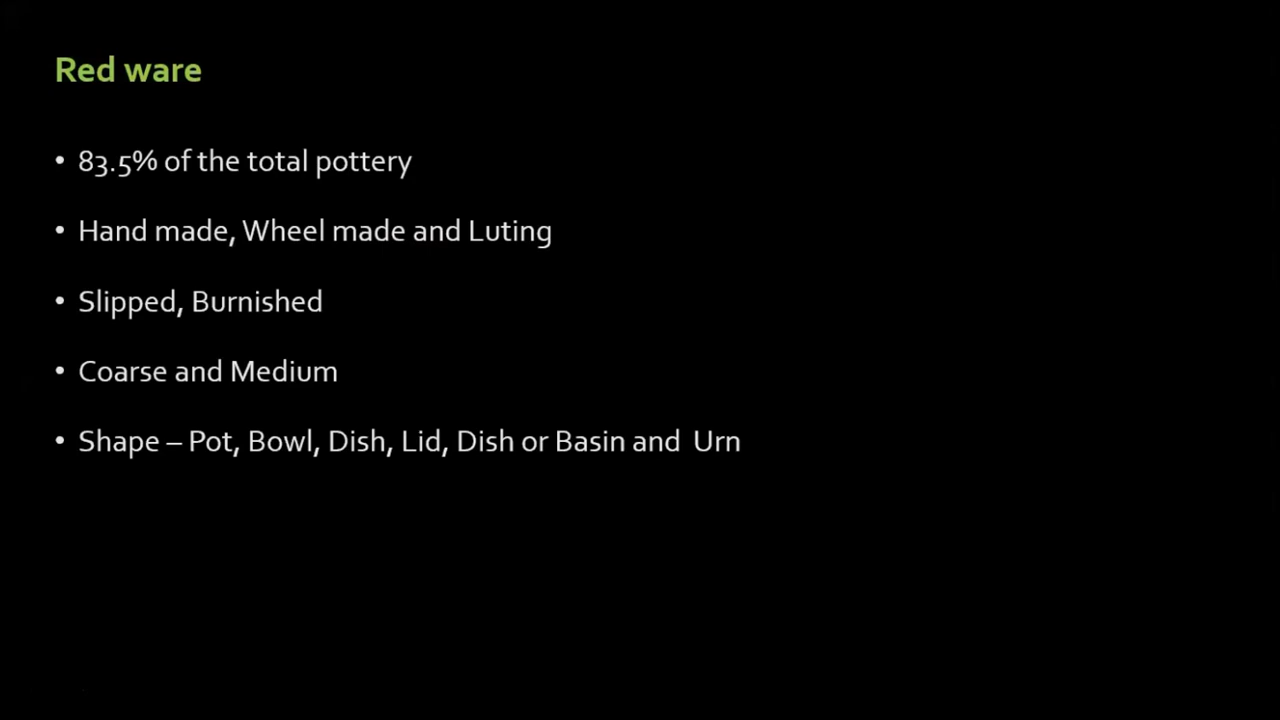 Red ware
• 83.5% of the total pottery
• Hand made, Wheel made and Luting
• Slipped, Burnished
• Coarse and Medium
• Shape – Pot, Bowl, Dish, Lid, Dish or Basin and  Urn